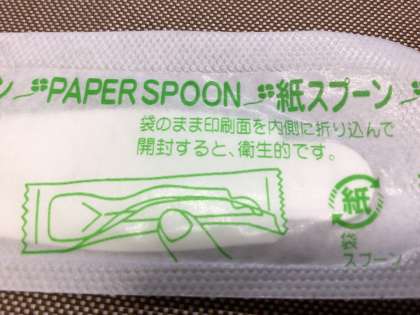 ン PAPER SPOON 紙スプーン
袋のまま印刷面を内側に折り込んで
開封すると、衛生的です。
紙
袋
スプーン